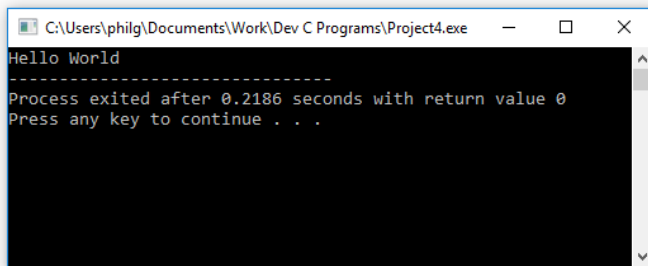 C:\Users\philg\Documents\Work\Dev C Programs\Project4.exe
Hello World
--------------------------------
Process exited after 0.2186 seconds with return value 0
Press any key to continue . . .